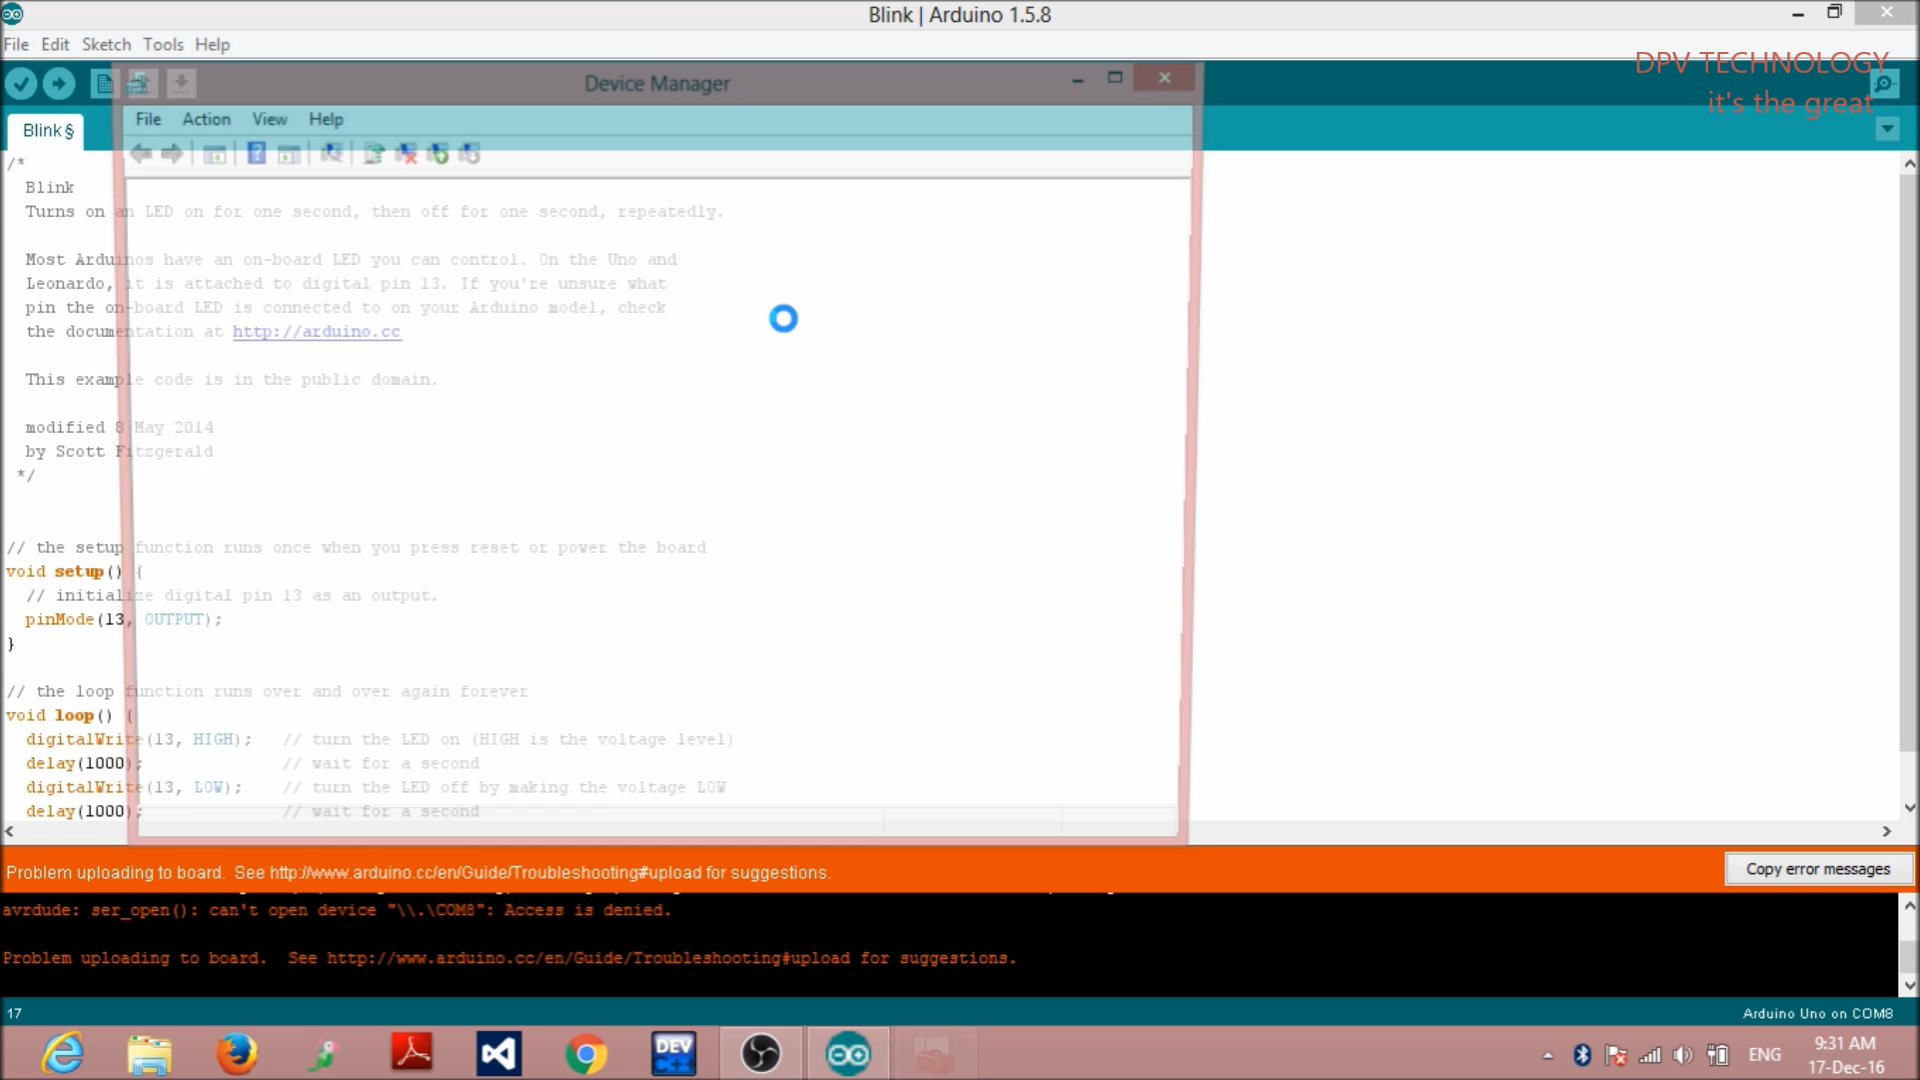 Blink | Arduino 1.5.8
File Edit Sketch Tools Help
DPV TECHNOLOGY
it's the great
Device Manager
File Action View Help
Blink §
/*
Blink
Turns on an LED on for one second, then off for one second, repeatedly.
Most Arduinos have an on-board LED you can control. On the Uno and
Leonardo, it is attached to digital pin 13. If you're unsure what
pin the on-board LED is connected to on your Arduino model, check
the documentation at http://arduino.cc
This example code is in the public domain.
modified 8 May 2014
by Scott Fitzgerald
*/
// the setup function runs once when you press reset or power the board
void setup() {
// initialize digital pin 13 as an output.
pinMode(13, OUTPUT);
}
// the loop function runs over and over again forever
void loop() {
digitalWrite(13, HIGH);   // turn the LED on (HIGH is the voltage level)
delay(1000);              // wait for a second
digitalWrite(13, LOW);    // turn the LED off by making the voltage LOW
delay(1000);              // wait for a second
Problem uploading to board.  See http://www.arduino.cc/en/Guide/Troubleshooting#upload for suggestions.
Copy error messages
avrdude: ser_open(): can't open device "\\.\COM8": Access is denied.
Problem uploading to board.  See http://www.arduino.cc/en/Guide/Troubleshooting#upload for suggestions.
17
Arduino Uno on COM8
DEV
C++
ENG
9:31 AM
17-Dec-16